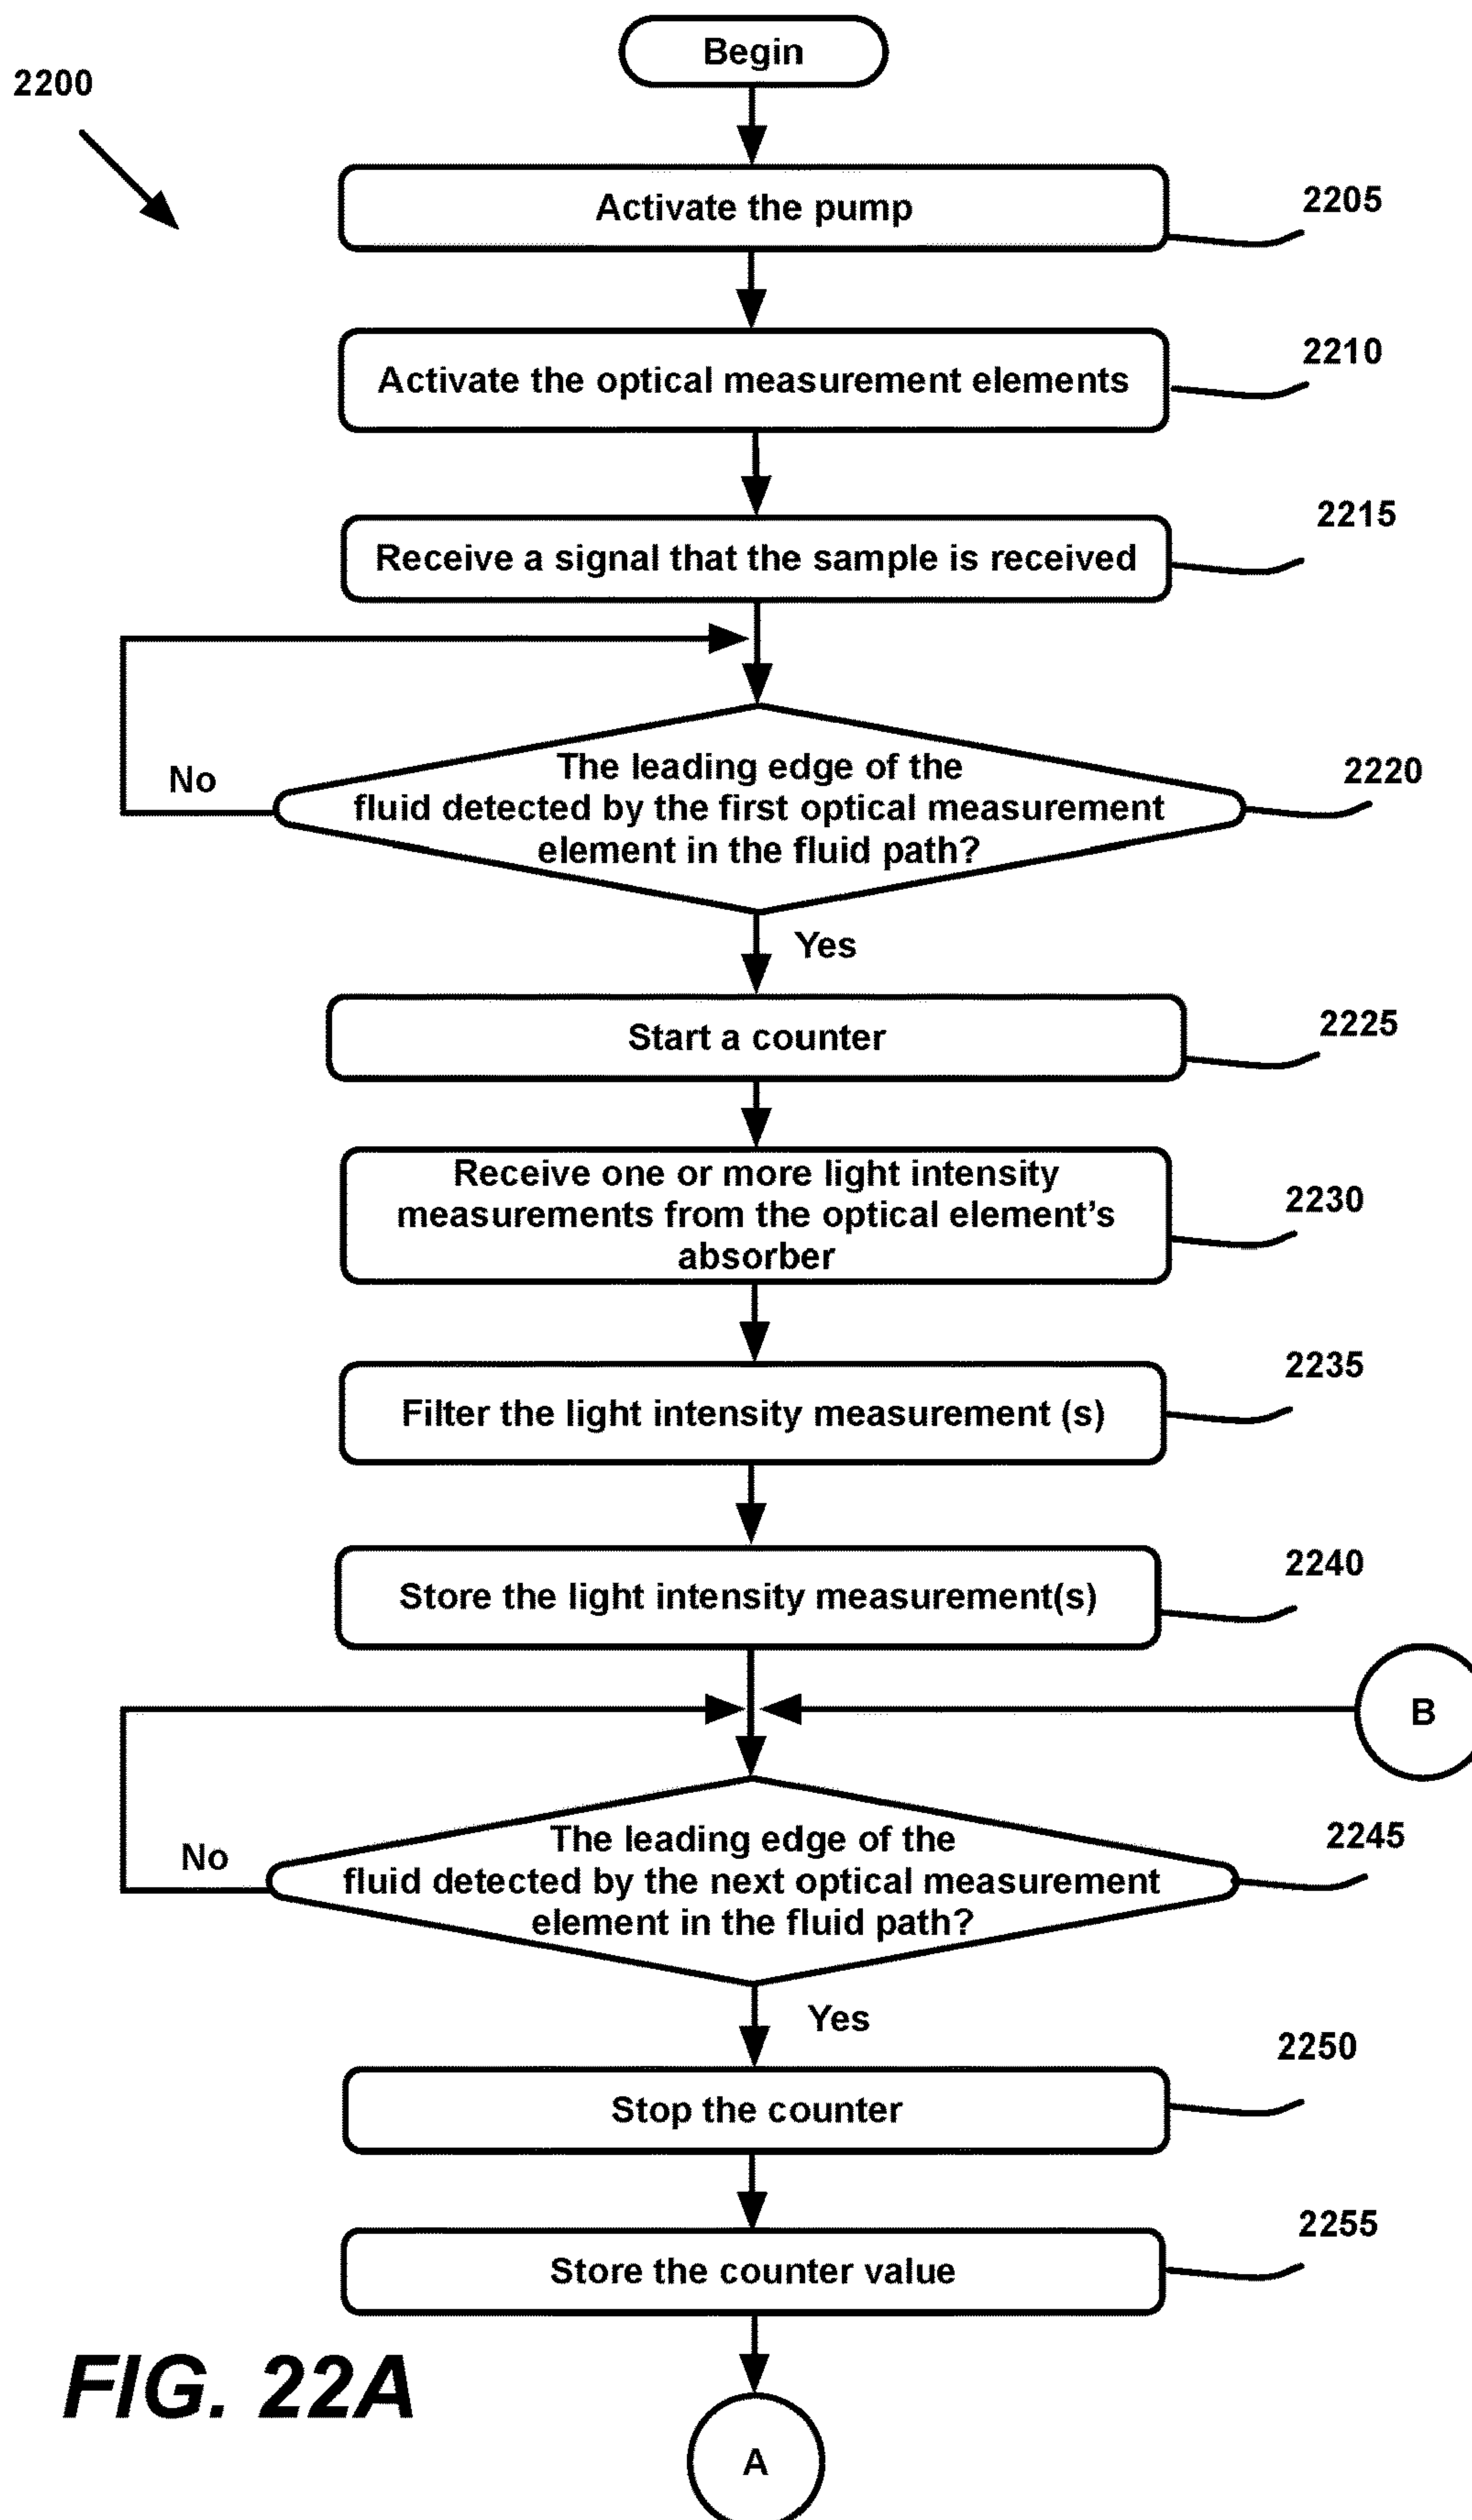 Begin
2200
Activate the pump
2205
Activate the optical measurement elements
2210
Receive a signal that the sample is received
2215
The leading edge of the
fluid detected by the first optical measurement
element in the fluid path?
No
2220
Yes
Start a counter
2225
Receive one or more light intensity
measurements from the optical element's
absorber
2230
Filter the light intensity measurement (s)
2235
Store the light intensity measurement(s)
2240
B
The leading edge of the
fluid detected by the next optical measurement
element in the fluid path?
No
2245
Yes
Stop the counter
2250
Store the counter value
2255
FIG. 22A
A